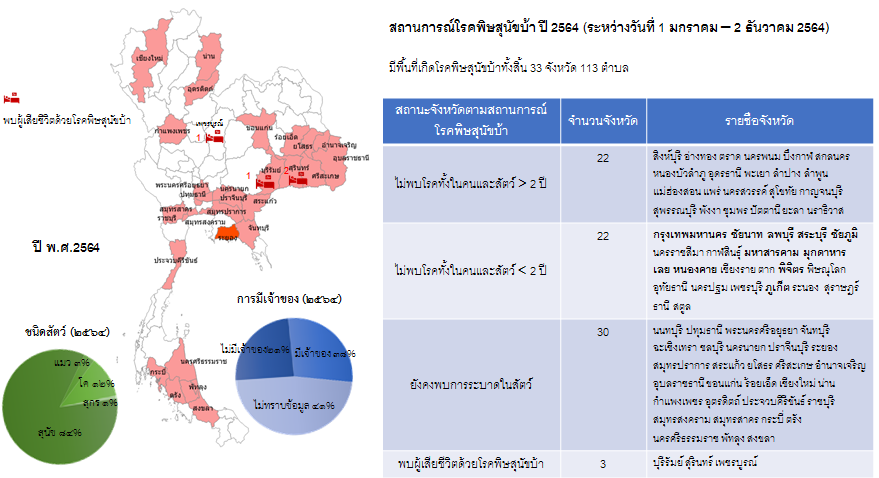 สถานการณ์โรคพิษสุนัขบ้า ปี 2564 (ระหว่างวันที่ 1 มกราคม – 2 ธันวาคม 2564)
มีพื้นที่เกิดโรคพิษสุนัขบ้าทั้งสิ้น 33 จังหวัด 113 ตำบล
พบผู้เสียชีวิตด้วยโรคพิษสุนัขบ้า
เชียงใหม่
น่าน
อุตรดิตถ์
กำแพงเพชร
เพชรบูรณ์
1
ขอนแก่น
ร้อยเอ็ด
ยโสธร
อำนาจเจริญ
อุบลราชธานี
1
บุรีรัมย์
2
สุรินทร์
ศรีสะเกษ
พระนครศรีอยุธยา
ปทุมธานี
นครนายก
ปราจีนบุรี
สระแก้ว
สมุทรสาคร
ราชบุรี
สมุทรปราการ
สมุทรสงคราม
ระยอง
จันทบุรี
ประจวบคีรีขันธ์
นครศรีธรรมราช
กระบี่
พัทลุง
ตรัง
สงขลา
ปี พ.ศ.2564
ชนิดสัตว์ (๒๕๖๔)
แมว ๓%
โค ๑๒%
สุกร ๑%
สุนัข ๘๔%
การมีเจ้าของ (๒๕๖๔)
ไม่มีเจ้าของ๒๑%
มีเจ้าของ ๓๘%
ไม่ทราบข้อมูล ๔๑%
สถานะจังหวัดตามสถานการณ์
โรคพิษสุนัขบ้า
จำนวนจังหวัด
รายชื่อจังหวัด
ไม่พบโรคทั้งในคนและสัตว์ > 2 ปี
22
สิงห์บุรี อ่างทอง ตราด นครพนม บึงกาฬ สกลนคร
หนองบัวลำภู อุดรธานี พะเยา ลำปาง ลำพูน
แม่ฮ่องสอน แพร่ นครสวรรค์ สุโขทัย กาญจนบุรี
สุพรรณบุรี พังงา ชุมพร ปัตตานี ยะลา นราธิวาส
ไม่พบโรคทั้งในคนและสัตว์ < 2 ปี
22
กรุงเทพมหานคร ชัยนาท ลพบุรี สระบุรี ชัยภูมิ
นครราชสีมา กาฬสินธุ์ มหาสารคาม มุกดาหาร
เลย หนองคาย เชียงราย ตาก พิจิตร พิษณุโลก
อุทัยธานี นครปฐม เพชรบุรี ภูเก็ต ระนอง สุราษฎร์
ธานี สตูล
ยังคงพบการระบาดในสัตว์
30
นนทบุรี ปทุมธานี พระนครศรีอยุธยา จันทบุรี
ฉะเชิงเทรา ชลบุรี นครนายก ปราจีนบุรี ระยอง
สมุทรปราการ สระแก้ว ยโสธร ศรีสะเกษ อำนาจเจริญ
อุบลราชธานี ขอนแก่น ร้อยเอ็ด เชียงใหม่ น่าน
กำแพงเพชร อุตรดิตถ์ ประจวบคีรีขันธ์ ราชบุรี
สมุทรสงคราม สมุทรสาคร กระบี่ ตรัง
นครศรีธรรมราช พัทลุง สงขลา
พบผู้เสียชีวิตด้วยโรคพิษสุนัขบ้า
3
บุรีรัมย์ สุรินทร์ เพชรบูรณ์